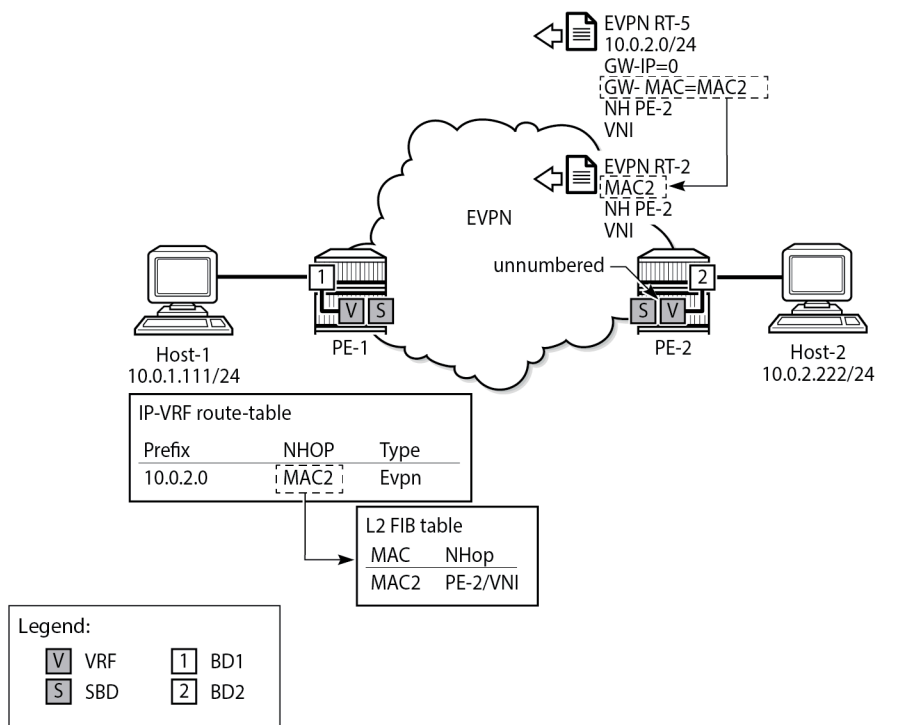 EVPN RT-5
10.0.2.0/24
GW-IP=0
GW- MAC=MAC2
NH PE-2
VNI
EVPN RT-2
MAC2
NH PE-2
VNI
EVPN
unnumbered
1
V S
PE-1
2
S V
PE-2
Host-1
10.0.1.111/24
Host-2
10.0.2.222/24
IP-VRF route-table
Prefix NHOP Type
10.0.2.0 MAC2 Evpn
L2 FIB table
MAC NHop
MAC2 PE-2/VNI
Legend:
V VRF 1 BD1
S SBD 2 BD2